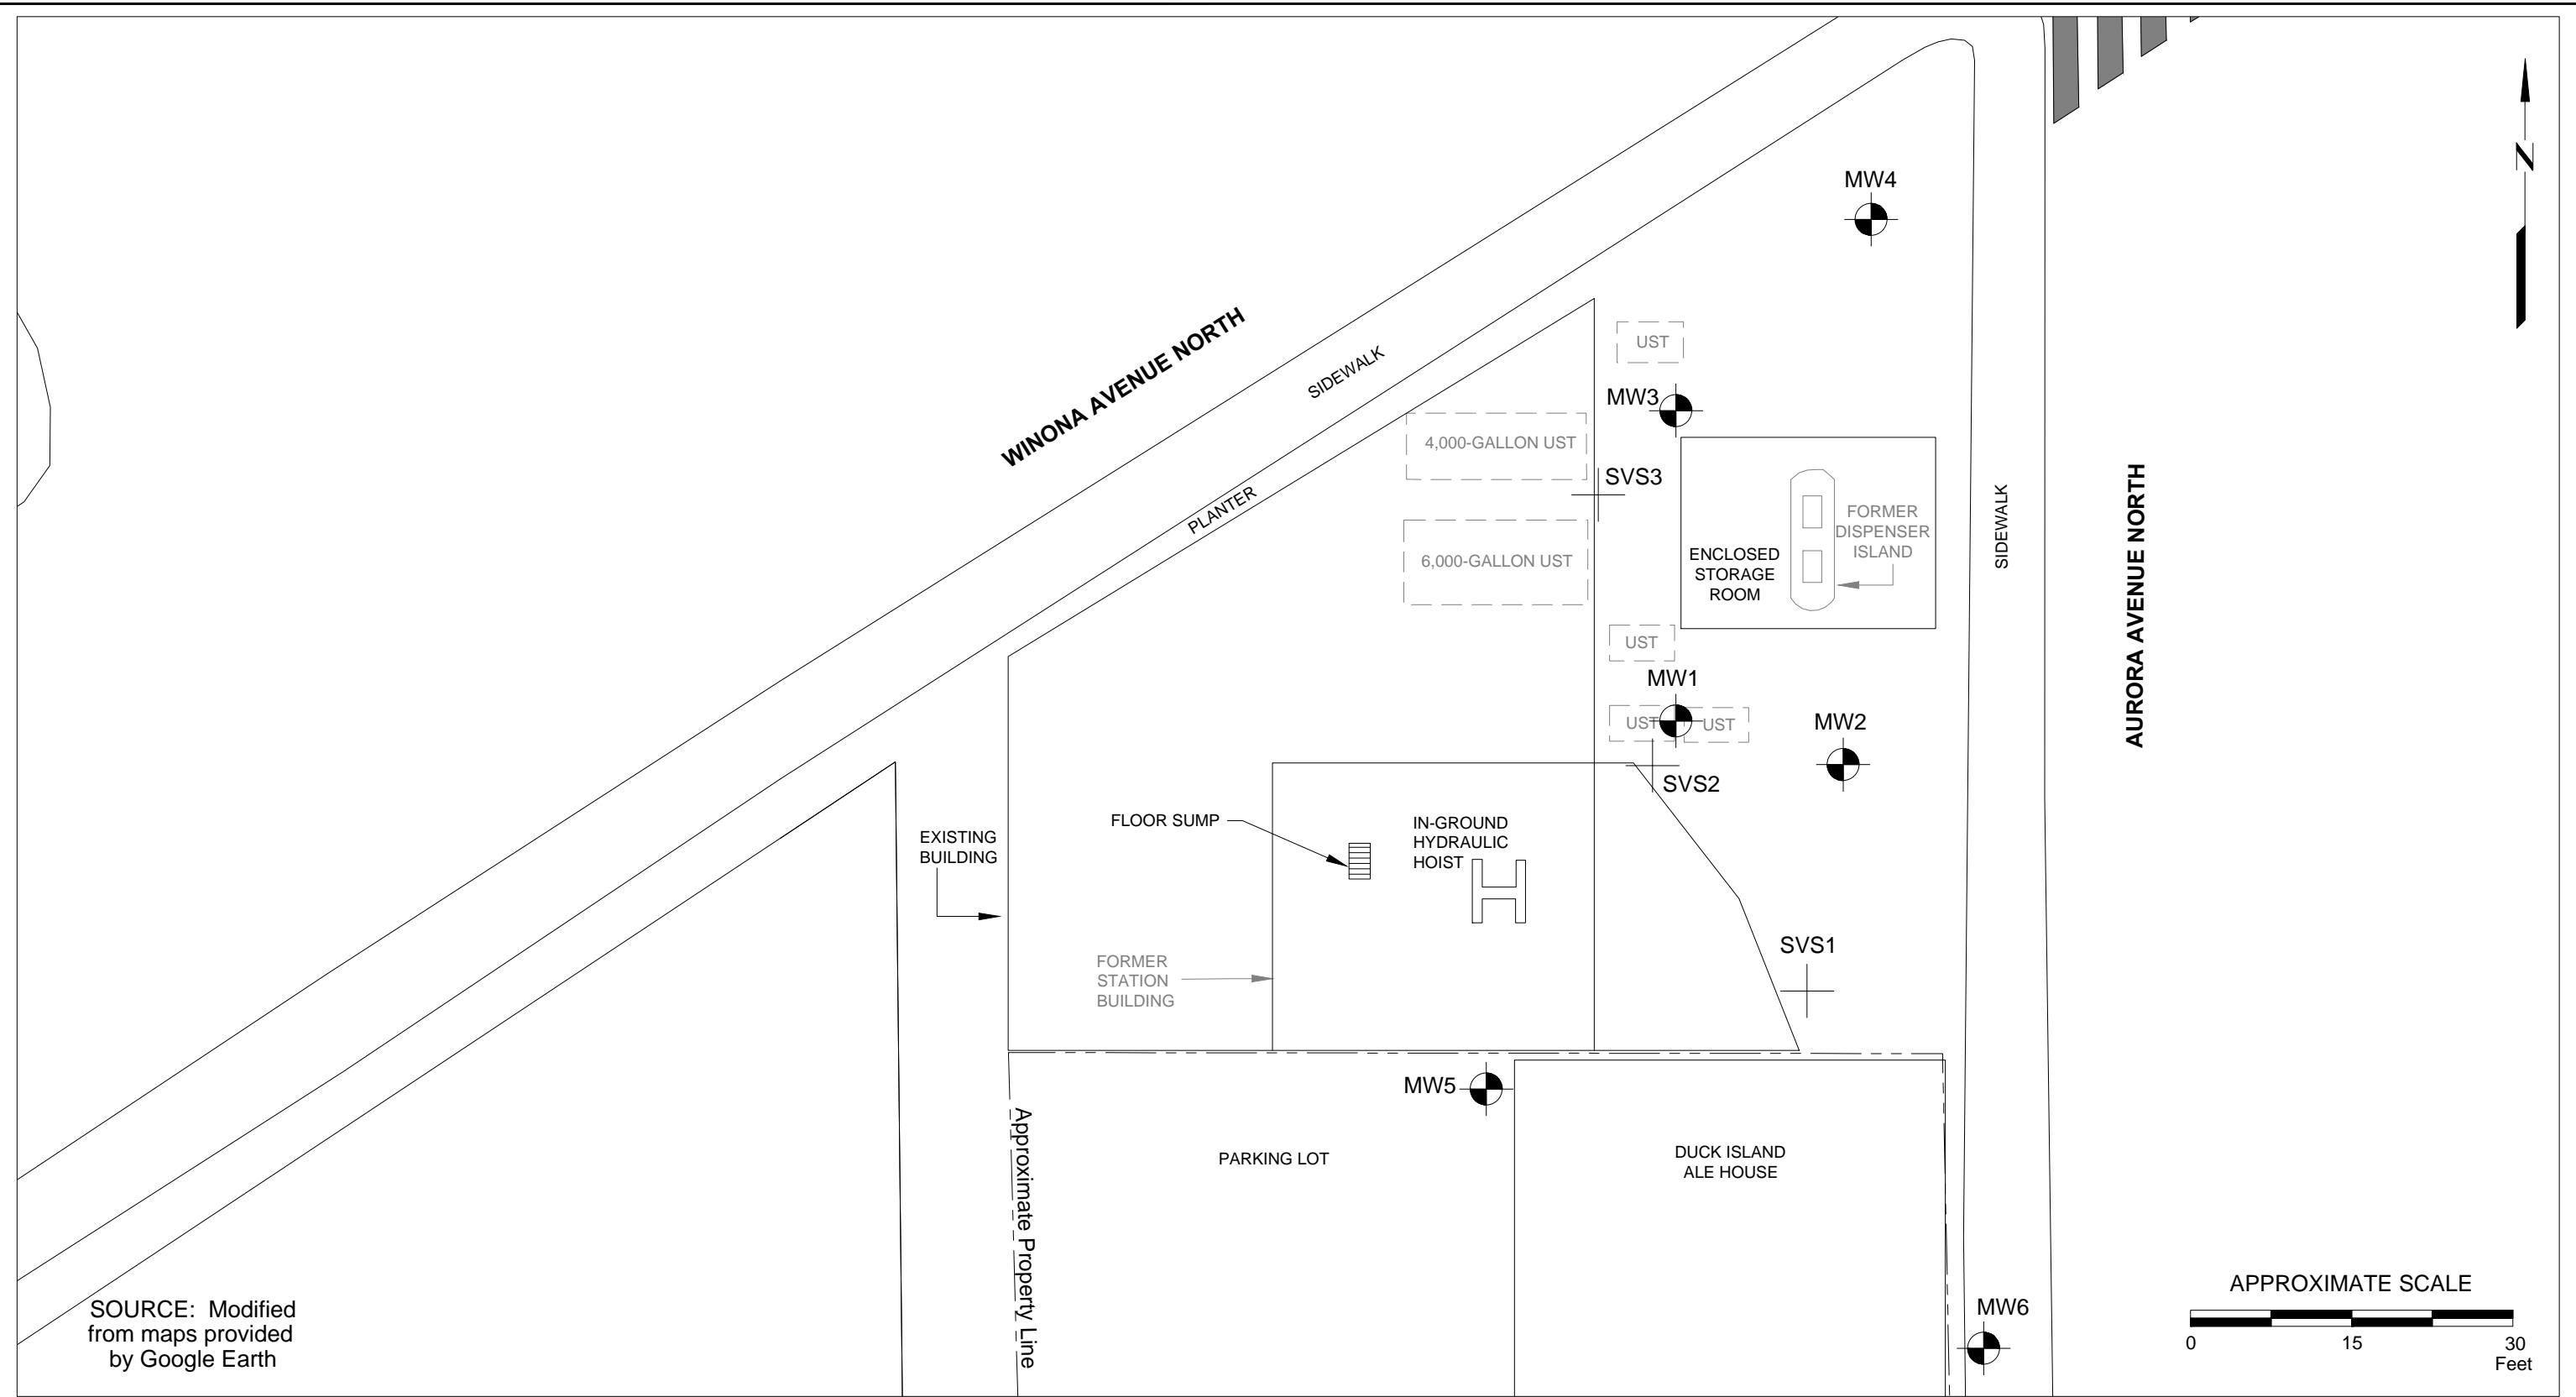 MW4
N
WINONA AVENUE NORTH
SIDEWALK
UST
MW3
4,000-GALLON UST
SVS3
PLANTER
FORMER
DISPENSER
ISLAND
SIDEWALK
AURORA AVENUE NORTH
6,000-GALLON UST
ENCLOSED
STORAGE
ROOM
UST
MW1
UST
UST
MW2
SVS2
FLOOR SUMP
IN-GROUND
HYDRAULIC
HOIST
EXISTING
BUILDING
SVS1
FORMER
STATION
BUILDING
MW5
Approximate Property Line
PARKING LOT
DUCK ISLAND
ALE HOUSE
SOURCE: Modified
from maps provided
by Google Earth
MW6
APPROXIMATE SCALE
0 15 30
Feet